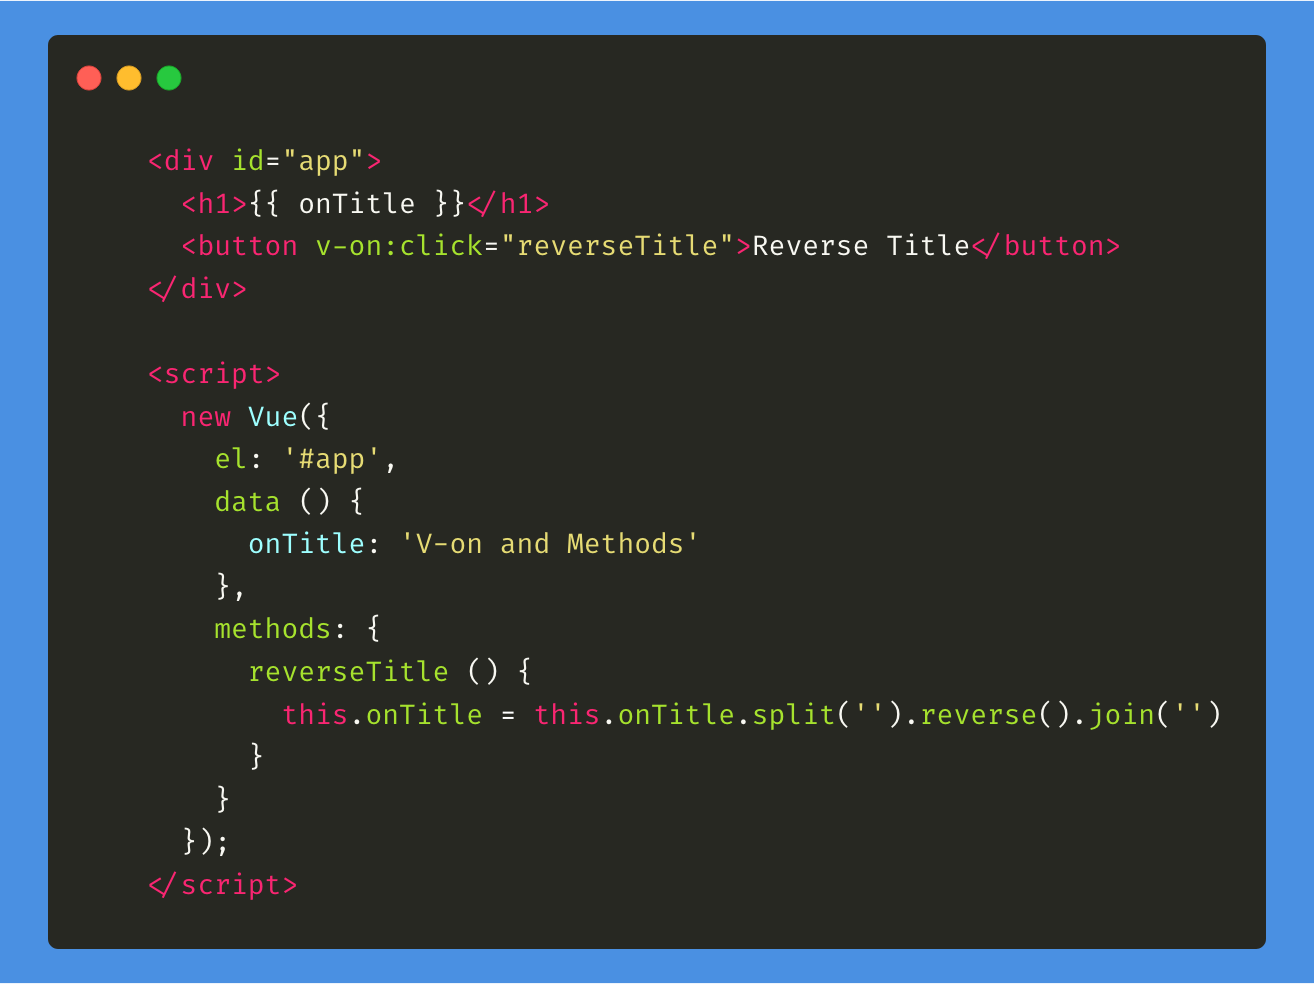 <div id="app">
  <h1>{{ onTitle }}</h1>
  <button v-on:click="reverseTitle">Reverse Title</button>
</div>

<script>
  new Vue({
    el: '#app',
    data () {
      onTitle: 'V-on and Methods'
    },
    methods: {
      reverseTitle () {
        this.onTitle = this.onTitle.split('').reverse().join('')
      }
    }
  });
</script>